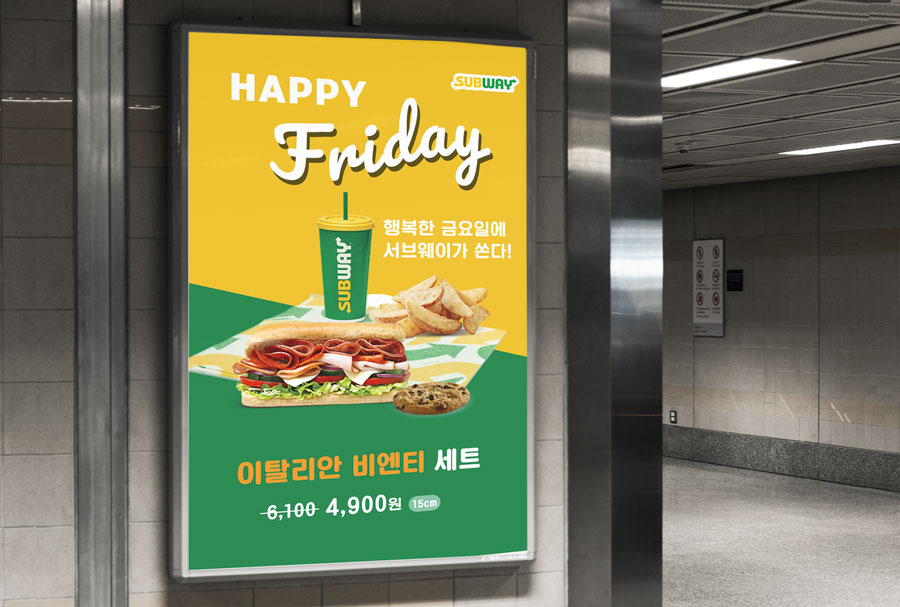 HAPPY
SUBWAY
Friday
행복한 금요일에
서브웨이가 쏜다!
SUBWAY
이탈리안 비엔티 세트
6,100 4,900원 15cm